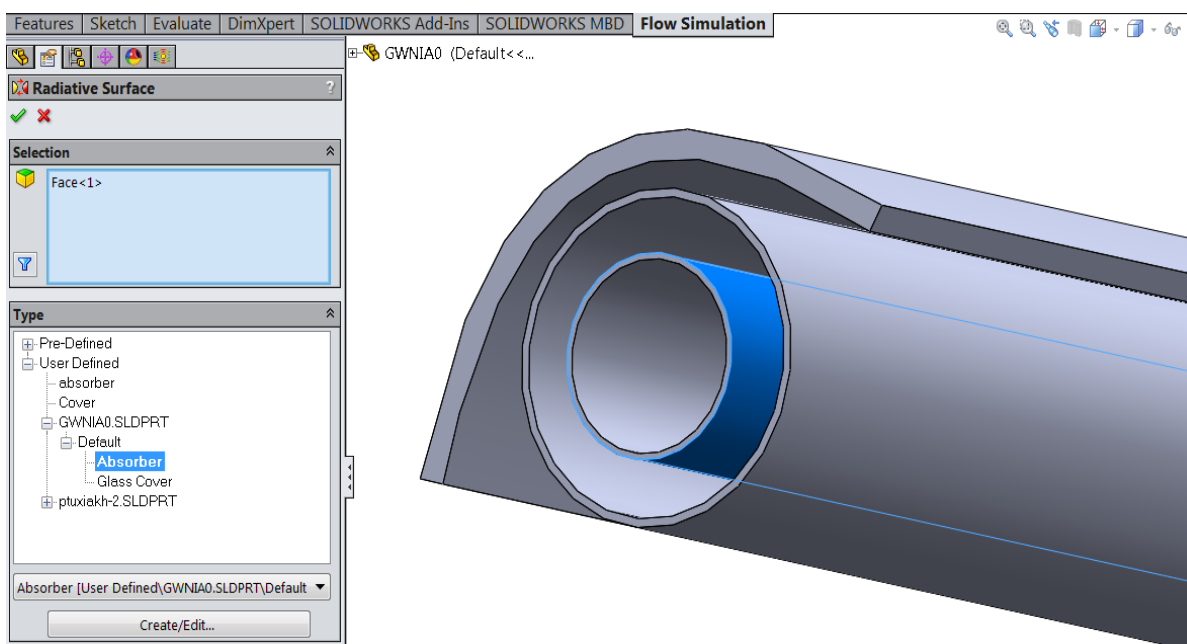 Features Sketch Evaluate DimXpert SOLIDWORKS Add-Ins SOLIDWORKS MBD Flow Simulation
GWNIA0 (Default<<...
Radiative Surface ?
Selection
Face<1>
Type
Pre-Defined
User Defined
absorber
Cover
GWNIA0.SLDPRT
Default
Absorber
Glass Cover
ptuxiakh-2.SLDPRT
Absorber [User Defined\GWNIA0.SLDPRT\Default
Create/Edit...